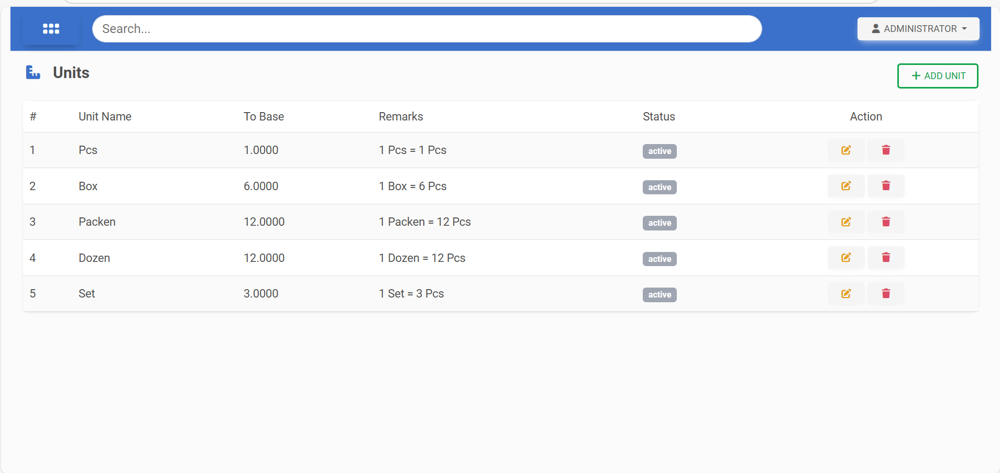 Search...
ADMINISTRATOR
Units
ADD UNIT
# Unit Name To Base Remarks Status Action
1 Pcs 1.0000 1 Pcs = 1 Pcs active
2 Box 6.0000 1 Box = 6 Pcs active
3 Packen 12.0000 1 Packen = 12 Pcs active
4 Dozen 12.0000 1 Dozen = 12 Pcs active
5 Set 3.0000 1 Set = 3 Pcs active